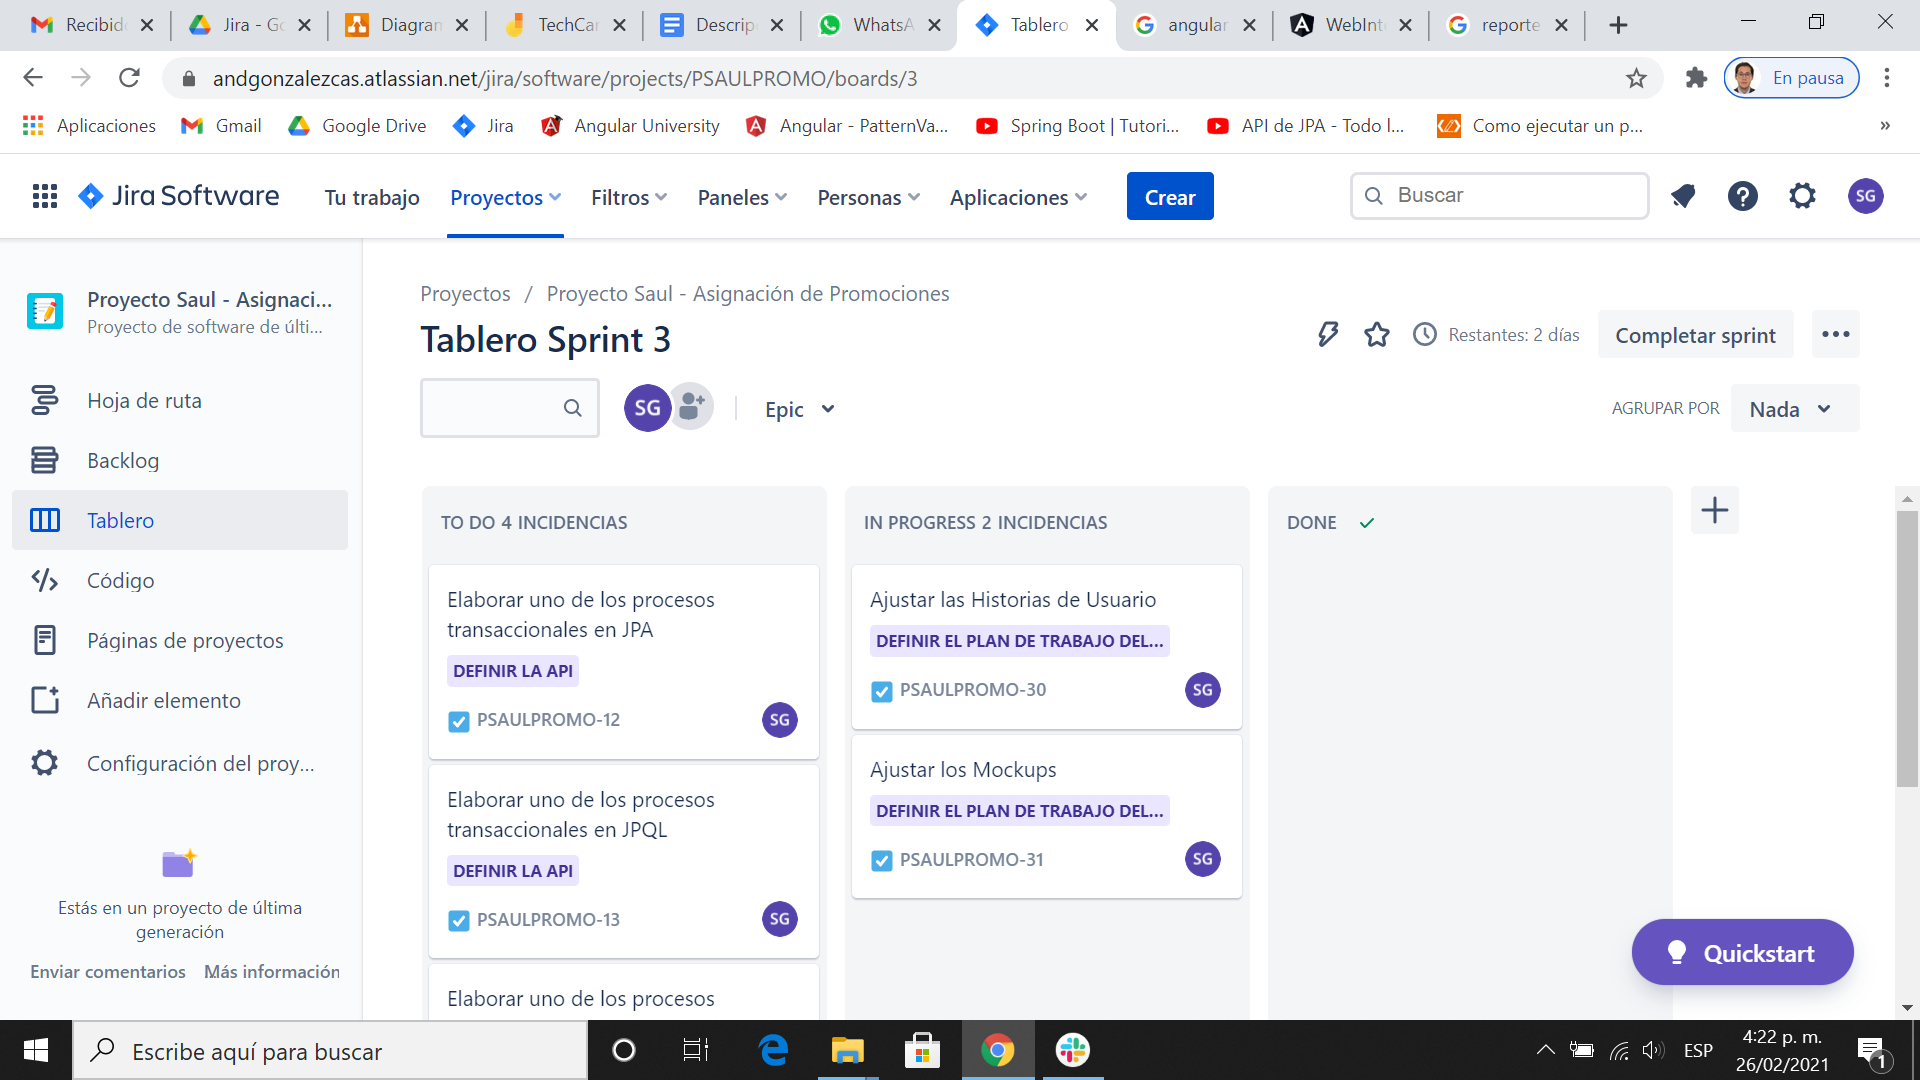 Recibido
Jira - Go
Diagram
TechCar
Descrip
WhatsA
Tablero
angular
WebInte
reporte
andgonzalezcas.atlassian.net/jira/software/projects/PSAULPROMO/boards/3
En pausa
Aplicaciones
Gmail
Google Drive
Jira
Angular University
Angular - PatternVa...
Spring Boot | Tutori...
API de JPA - Todo l...
Como ejecutar un p...
»
Jira Software
Tu trabajo
Proyectos
Filtros
Paneles
Personas
Aplicaciones
Crear
Buscar
SG
Proyecto Saul - Asignaci...
Proyecto de software de últi...
Hoja de ruta
Backlog
Tablero
Código
Páginas de proyectos
Añadir elemento
Configuración del proy...
Estás en un proyecto de última
generación
Enviar comentarios Más información
Proyectos / Proyecto Saul - Asignación de Promociones
Tablero Sprint 3
Restantes: 2 días
Completar sprint
SG
Epic
AGRUPAR POR
Nada
TO DO 4 INCIDENCIAS
Elaborar uno de los procesos
transaccionales en JPA
DEFINIR LA API
PSAULPROMO-12
SG
Elaborar uno de los procesos
transaccionales en JPQL
DEFINIR LA API
PSAULPROMO-13
SG
Elaborar uno de los procesos
IN PROGRESS 2 INCIDENCIAS
Ajustar las Historias de Usuario
DEFINIR EL PLAN DE TRABAJO DEL...
PSAULPROMO-30
SG
Ajustar los Mockups
DEFINIR EL PLAN DE TRABAJO DEL...
PSAULPROMO-31
SG
DONE
Quickstart
Escribe aquí para buscar
ESP
4:22 p. m.
26/02/2021
1